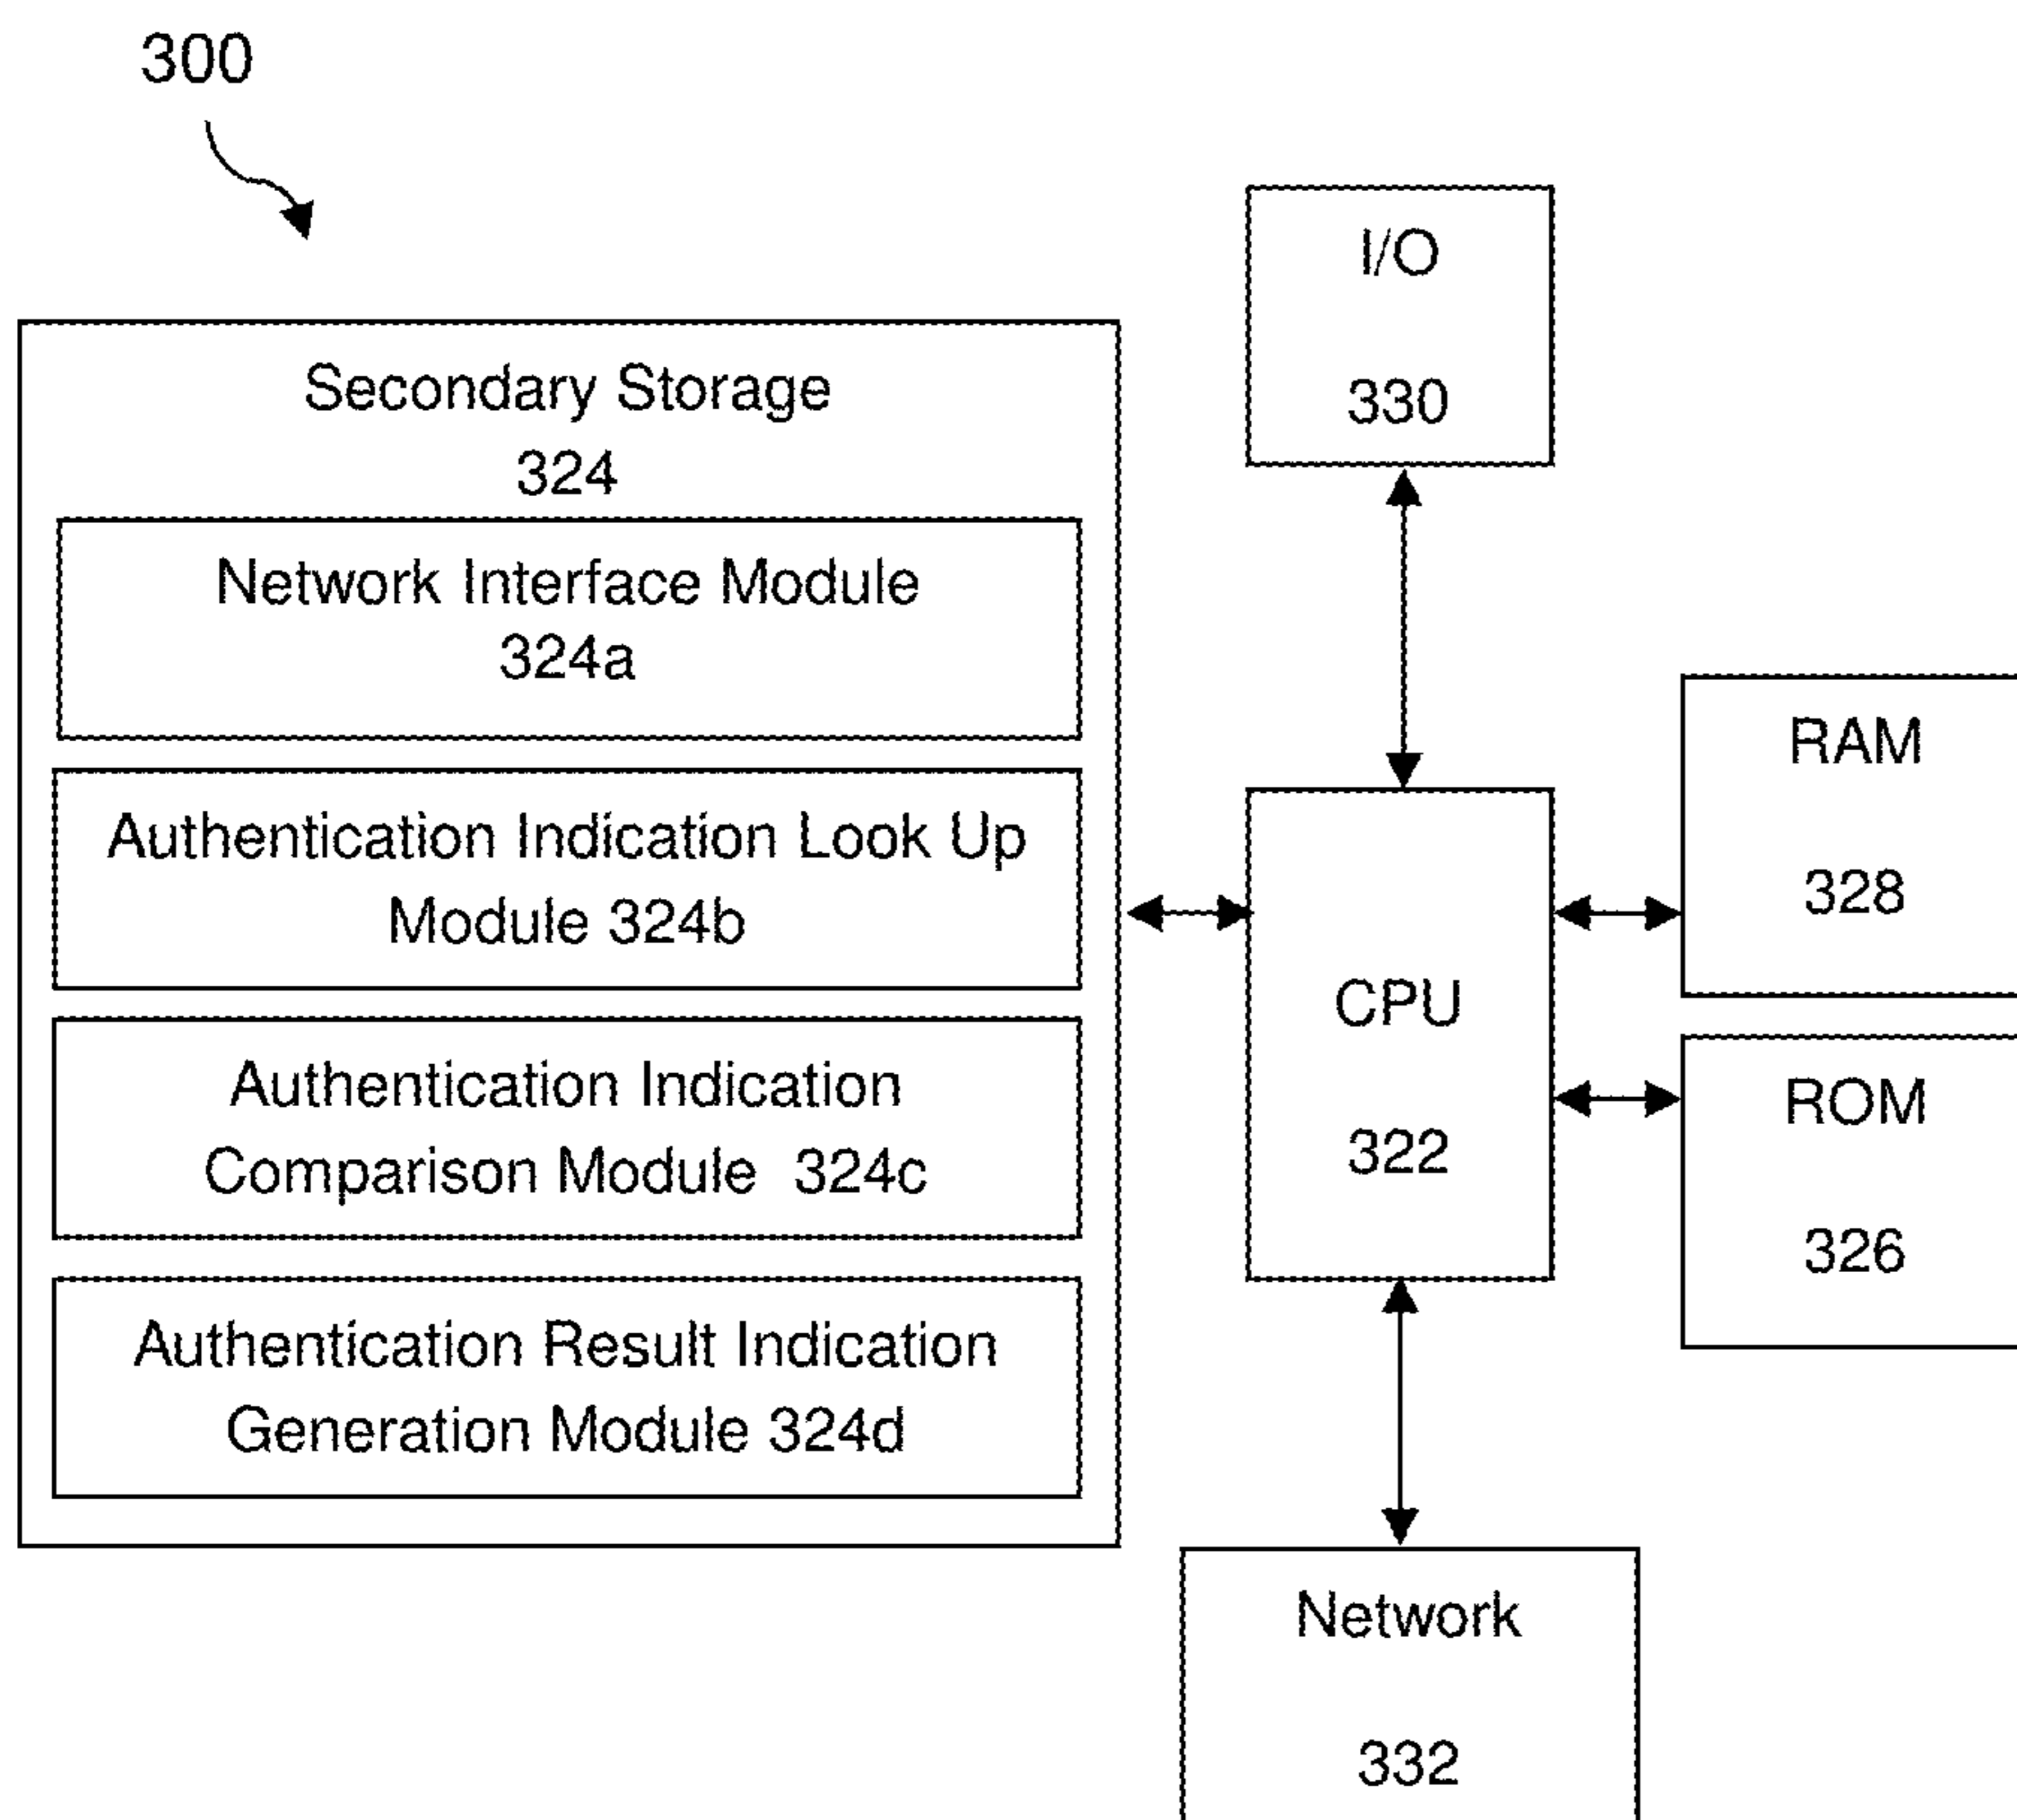 300
I/O
330
Secondary Storage
324
Network Interface Module
324a
Authentication Indication Look Up
Module 324b
Authentication Indication
Comparison Module 324c
Authentication Result Indication
Generation Module 324d
CPU
322
RAM
328
ROM
326
Network
332